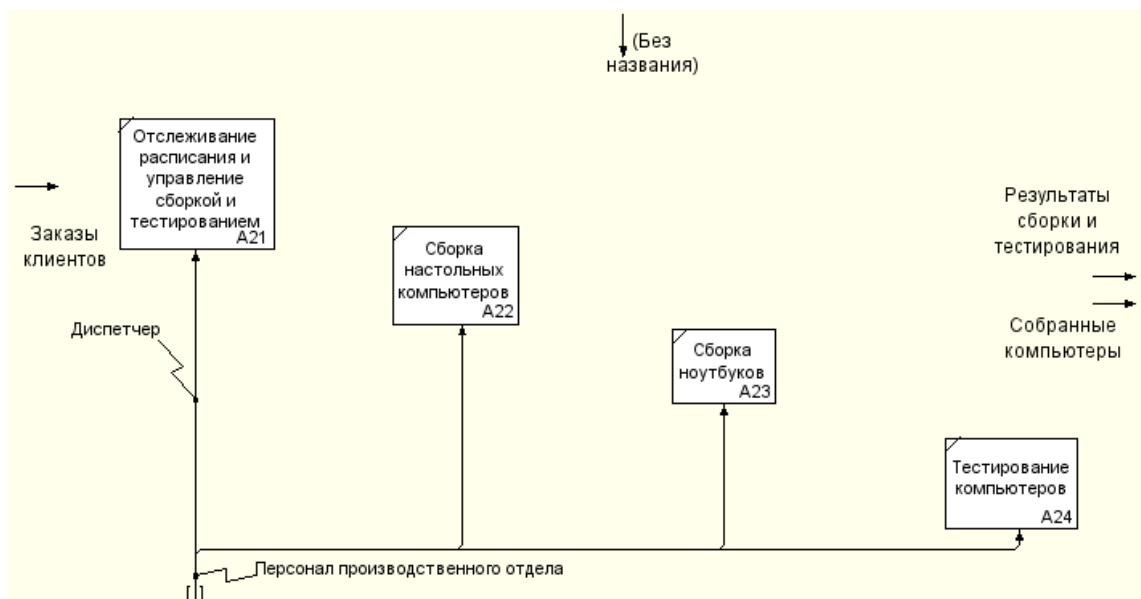 (Без
названия)
Отслеживание
расписания и
управление
сборкой и
тестированием
A21
Заказы
клиентов
Сборка
настольных
компьютеров
A22
Результаты
сборки и
тестирования
Диспетчер
Собранные
компьютеры
Сборка
ноутбуков
A23
Тестирование
компьютеров
A24
Персонал производственного отдела